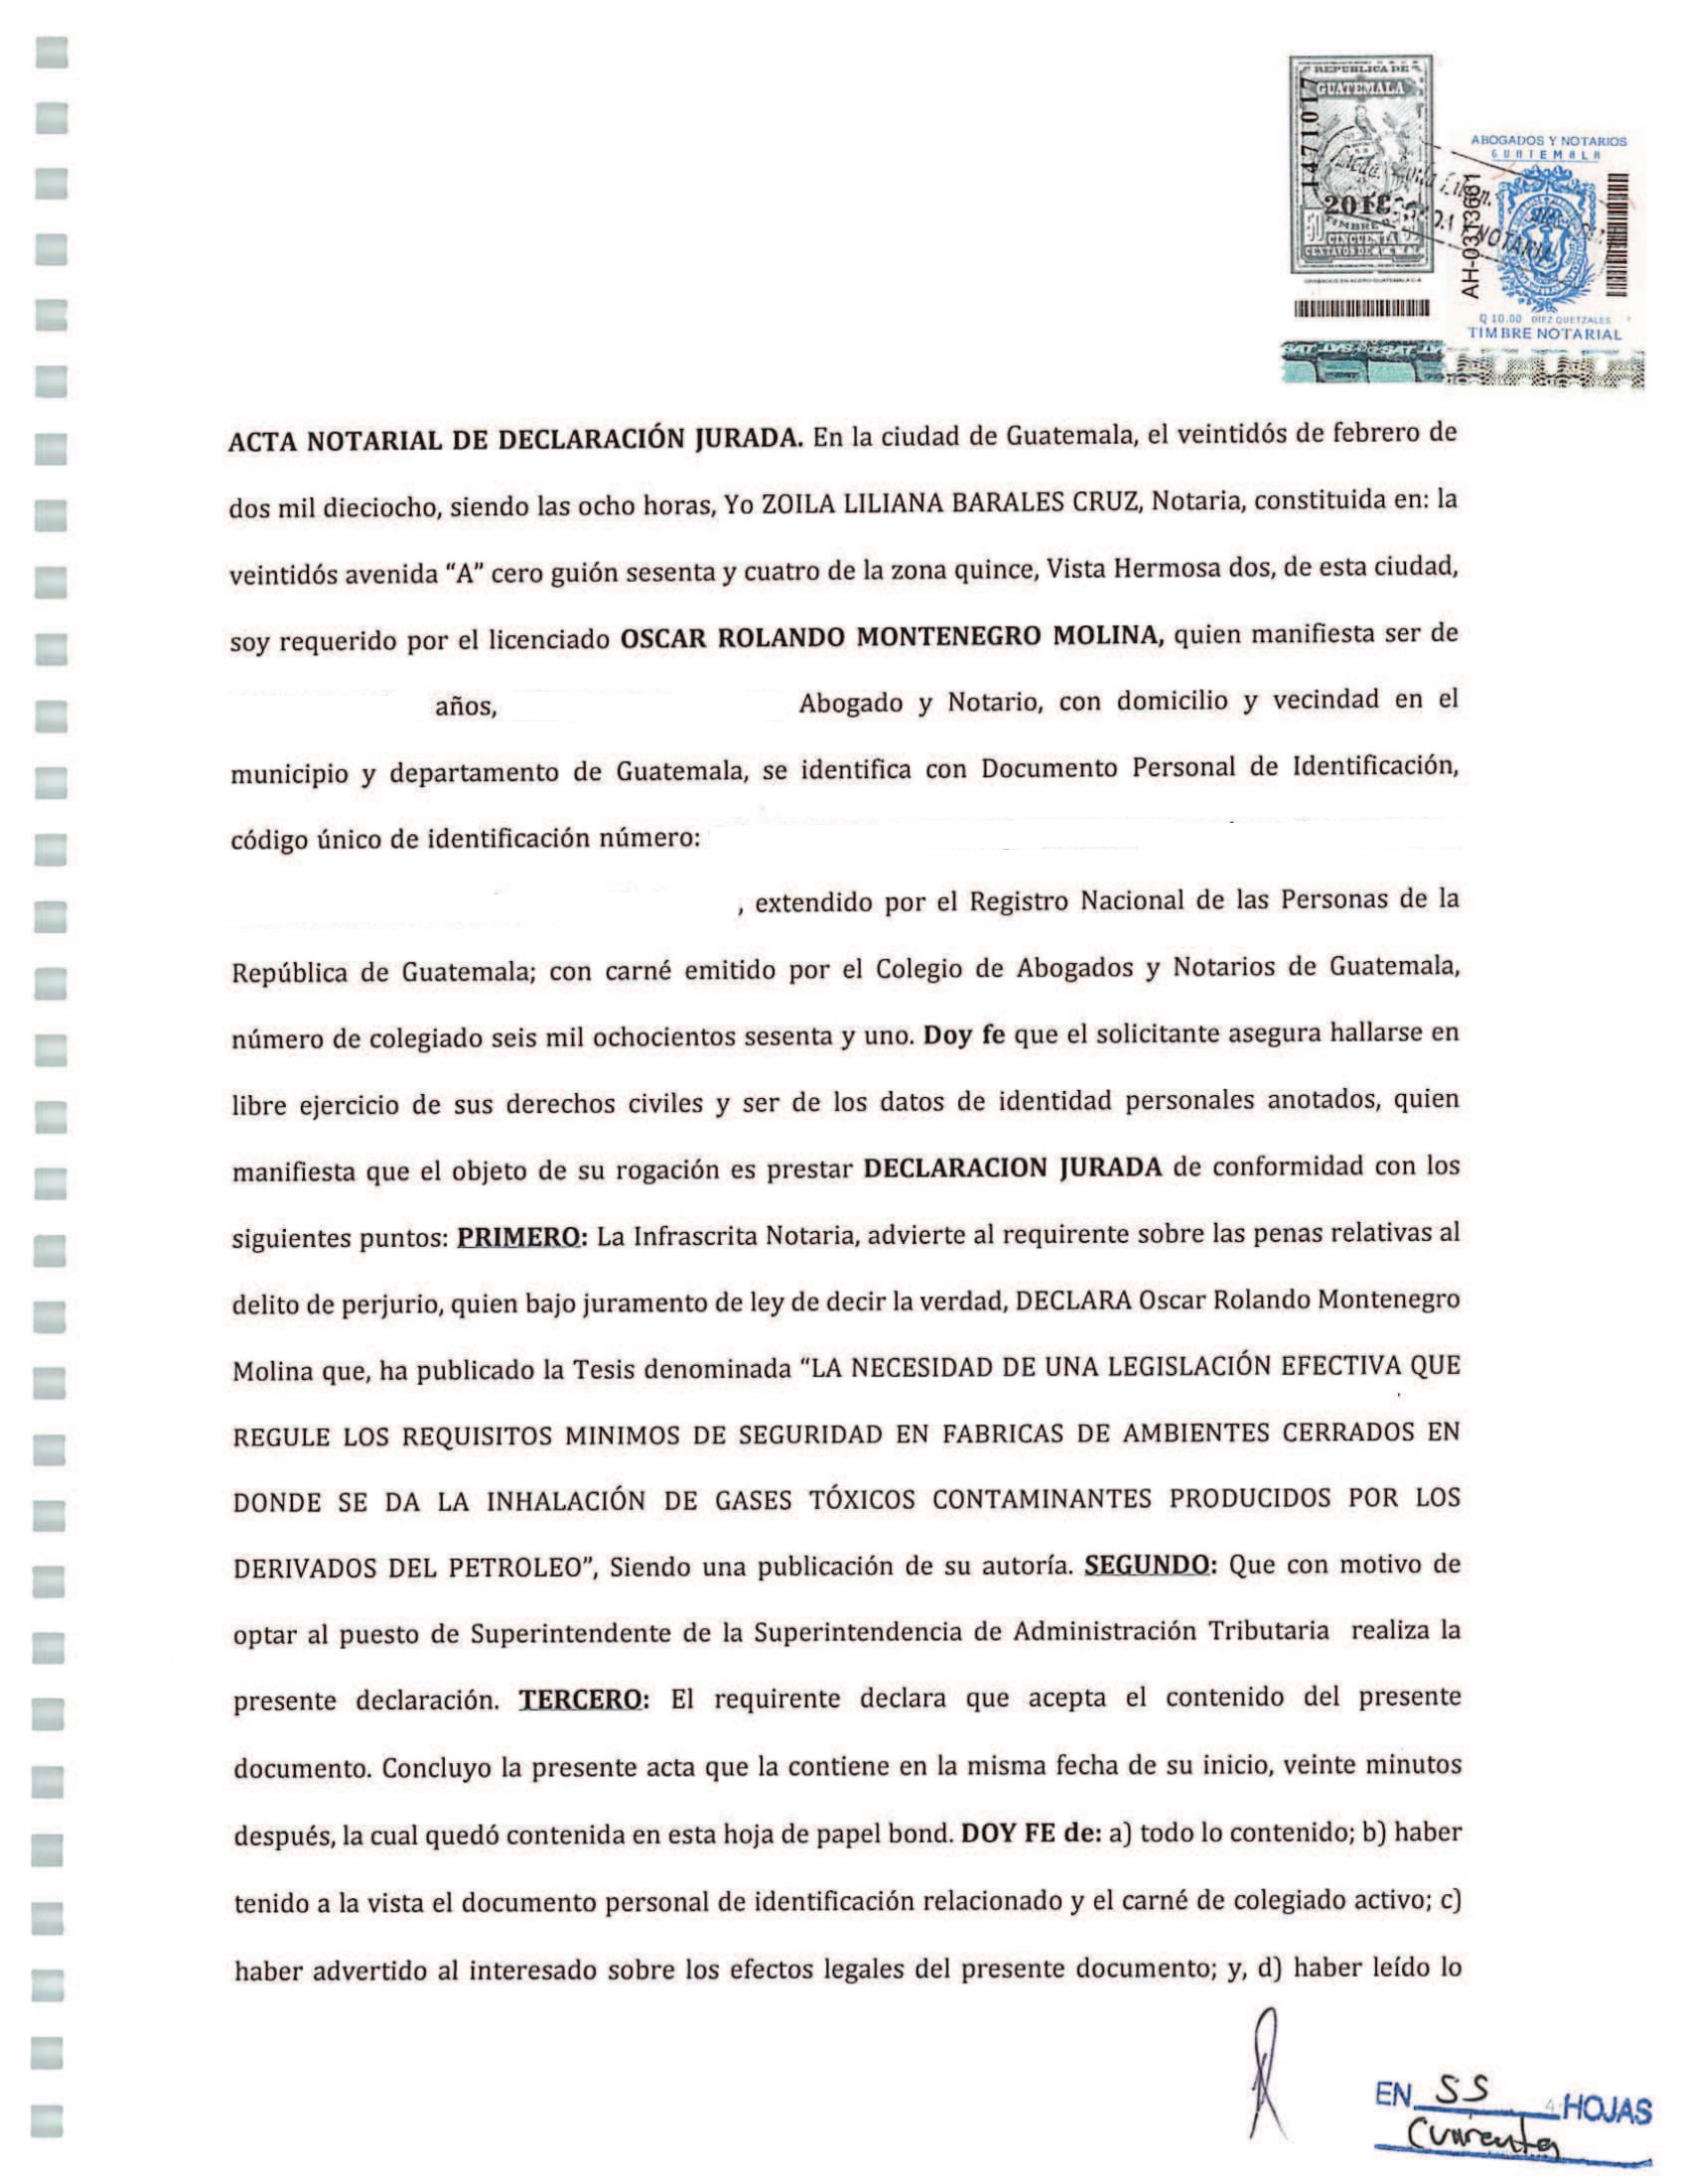 REPUBLICA DE
GUATEMALA
1471017
2018
TIMBRE
CINCUENTA
CENTAVOS DE
ABOGADOS Y NOTARIOS
GUATEMALA
AH-0313661
NOTARIA
Q 10.00 DIEZ QUETZALES
TIMBRE NOTARIAL
ACTA NOTARIAL DE DECLARACIÓN JURADA. En la ciudad de Guatemala, el veintidós de febrero de
dos mil dieciocho, siendo las ocho horas, Yo ZOILA LILIANA BARALES CRUZ, Notaria, constituida en: la
veintidós avenida “A” cero guión sesenta y cuatro de la zona quince, Vista Hermosa dos, de esta ciudad,
soy requerido por el licenciado OSCAR ROLANDO MONTENEGRO MOLINA, quien manifiesta ser de
años, Abogado y Notario, con domicilio y vecindad en el
municipio y departamento de Guatemala, se identifica con Documento Personal de Identificación,
código único de identificación número:
, extendido por el Registro Nacional de las Personas de la
República de Guatemala; con carné emitido por el Colegio de Abogados y Notarios de Guatemala,
número de colegiado seis mil ochocientos sesenta y uno. Doy fe que el solicitante asegura hallarse en
libre ejercicio de sus derechos civiles y ser de los datos de identidad personales anotados, quien
manifiesta que el objeto de su rogación es prestar DECLARACION JURADA de conformidad con los
siguientes puntos: PRIMERO: La Infrascrita Notaria, advierte al requirente sobre las penas relativas al
delito de perjurio, quien bajo juramento de ley de decir la verdad, DECLARA Oscar Rolando Montenegro
Molina que, ha publicado la Tesis denominada “LA NECESIDAD DE UNA LEGISLACIÓN EFECTIVA QUE
REGULE LOS REQUISITOS MINIMOS DE SEGURIDAD EN FABRICAS DE AMBIENTES CERRADOS EN
DONDE SE DA LA INHALACIÓN DE GASES TÓXICOS CONTAMINANTES PRODUCIDOS POR LOS
DERIVADOS DEL PETROLEO”, Siendo una publicación de su autoría. SEGUNDO: Que con motivo de
optar al puesto de Superintendente de la Superintendencia de Administración Tributaria realiza la
presente declaración. TERCERO: El requirente declara que acepta el contenido del presente
documento. Concluyo la presente acta que la contiene en la misma fecha de su inicio, veinte minutos
después, la cual quedó contenida en esta hoja de papel bond. DOY FE de: a) todo lo contenido; b) haber
tenido a la vista el documento personal de identificación relacionado y el carné de colegiado activo; c)
haber advertido al interesado sobre los efectos legales del presente documento; y, d) haber leído lo
EN SS HOJAS
Cuarenta